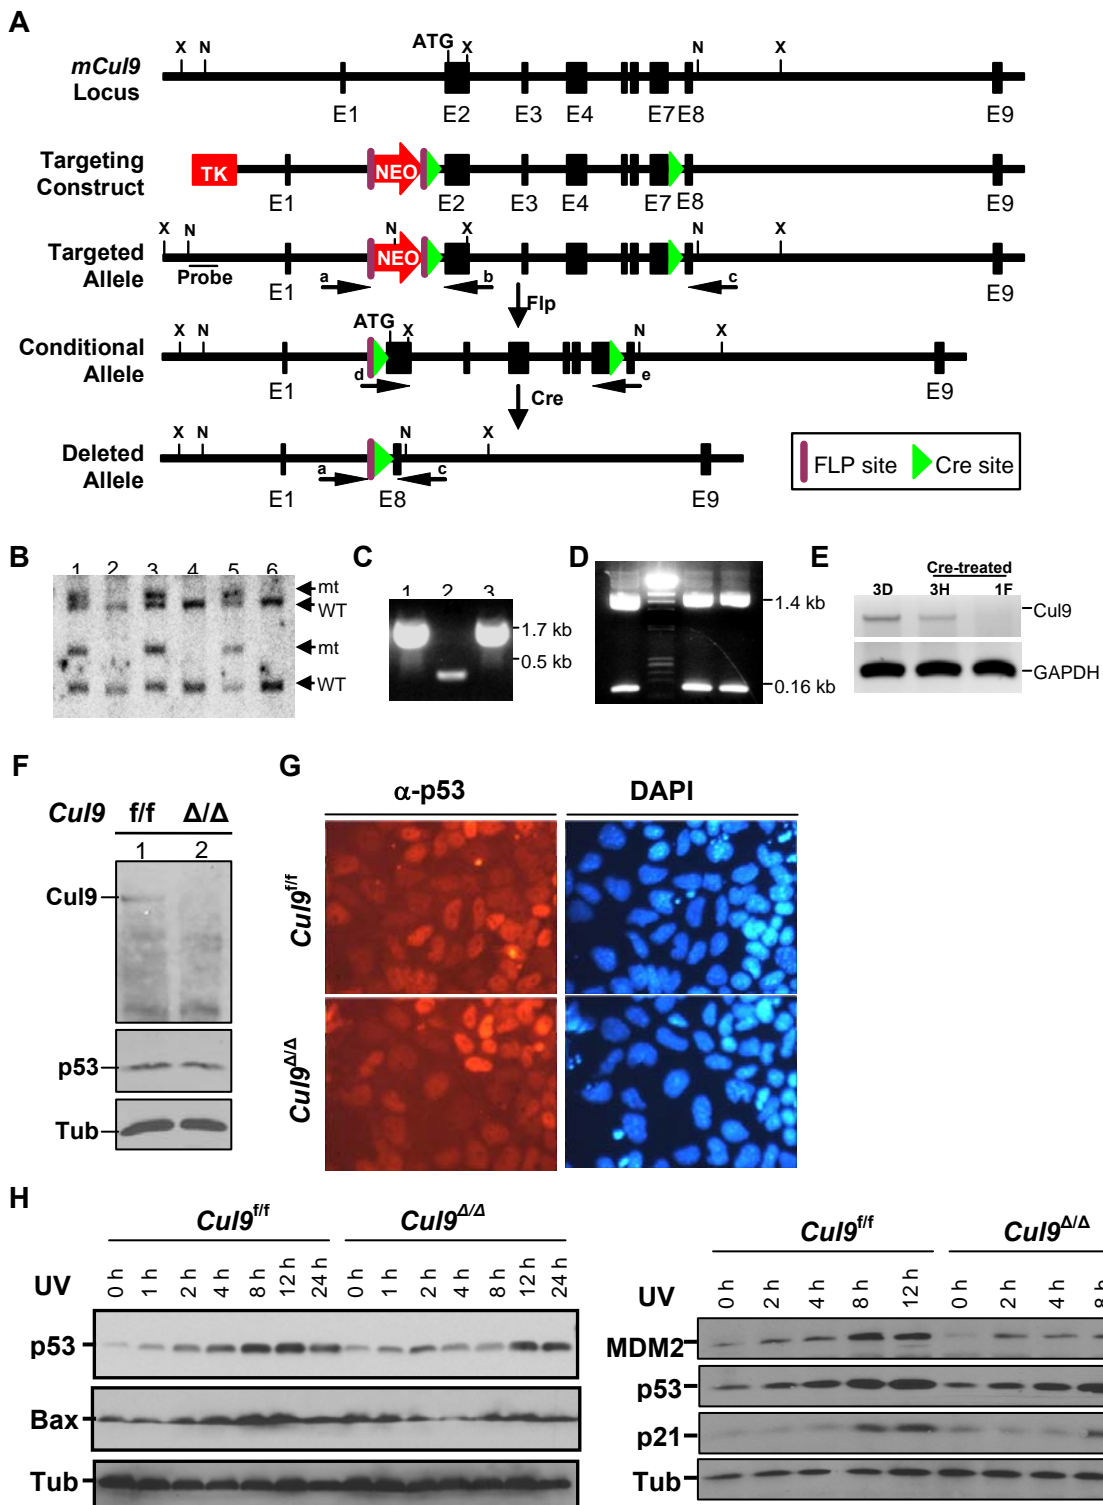 A
X N ATG X N X
mCul9
Locus
E1 E2 E3 E4 E7 E8 E9
Targeting
Construct
TK NEO
E1 E2 E3 E4 E7 E8 E9
Targeted
Allele
X N N X N X
NEO
Probe
a b c
E1 E9
Flp
Conditional
Allele
X N ATG X N X
d e
E1 E9
Cre
Deleted
Allele
X N N X
a c
E1 E8 E9
FLP site Cre site
B
1 2 3 4 5 6
mt
WT
mt
WT
C
1 2 3
1.7 kb
0.5 kb
D
1.4 kb
0.16 kb
E
Cre-treated
3D 3H 1F
Cul9
GAPDH
F
Cul9 f/f Δ/Δ
1 2
Cul9
p53
Tub
G
α-p53 DAPI
Cul9f/f
Cul9Δ/Δ
H
Cul9f/f Cul9Δ/Δ
UV 0 h 1 h 2 h 4 h 8 h 12 h 24 h 0 h 1 h 2 h 4 h 8 h 12 h 24 h
p53
Bax
Tub
Cul9f/f Cul9Δ/Δ
UV 0 h 2 h 4 h 8 h 12 h 0 h 2 h 4 h 8 h
MDM2
p53
p21
Tub